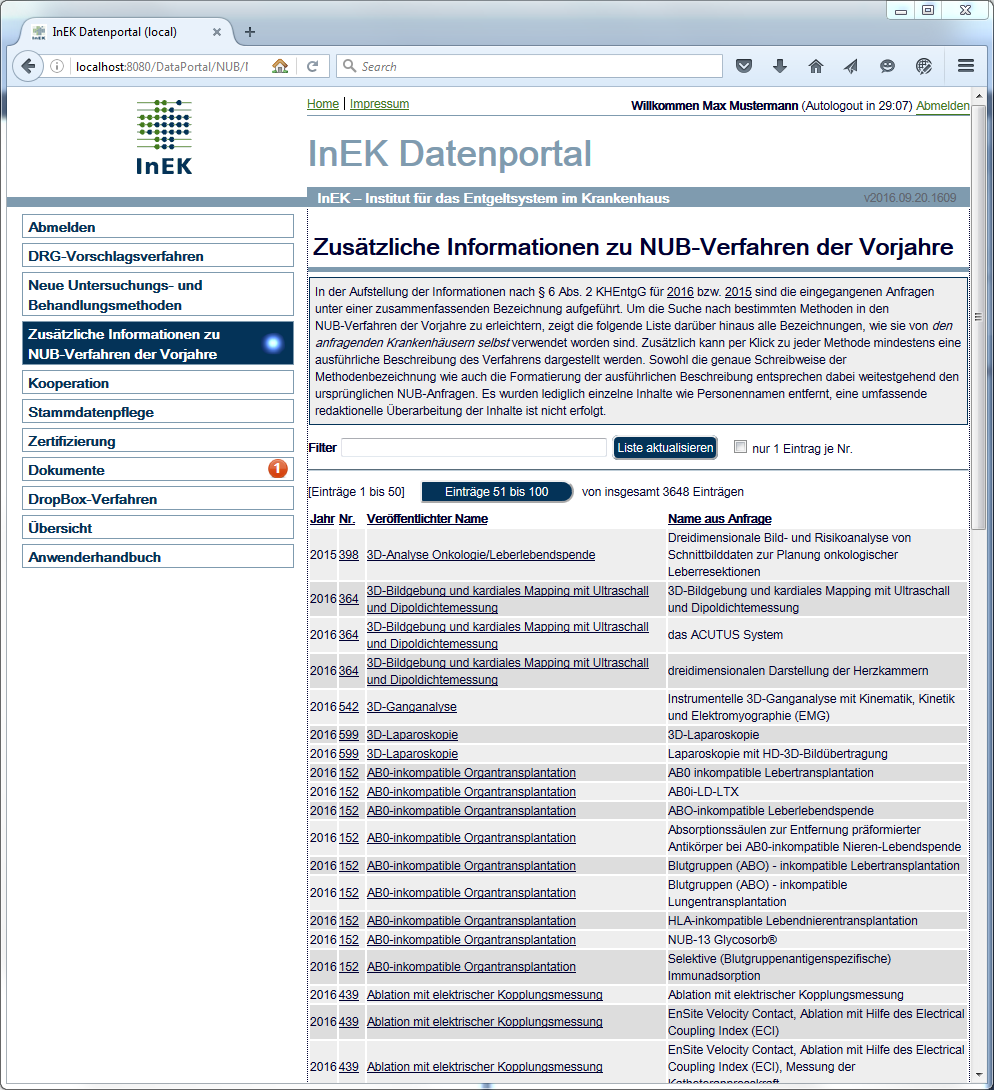 InEK Datenportal (local)
localhost:8080/DataPortal/NUB/
Search
InEK
Home | Impressum
Willkommen Max Mustermann (Autologout in 29:07) Abmelden
InEK Datenportal
InEK – Institut für das Entgeltsystem im Krankenhaus v2016.09.20.1609
Abmelden
DRG-Vorschlagsverfahren
Neue Untersuchungs- und
Behandlungsmethoden
Zusätzliche Informationen zu
NUB-Verfahren der Vorjahre
Kooperation
Stammdatenpflege
Zertifizierung
Dokumente 1
DropBox-Verfahren
Übersicht
Anwenderhandbuch
Zusätzliche Informationen zu NUB-Verfahren der Vorjahre
In der Aufstellung der Informationen nach § 6 Abs. 2 KHEntgG für 2016 bzw. 2015 sind die eingegangenen Anfragen
unter einer zusammenfassenden Bezeichnung aufgeführt. Um die Suche nach bestimmten Methoden in den
NUB-Verfahren der Vorjahre zu erleichtern, zeigt die folgende Liste darüber hinaus alle Bezeichnungen, wie sie von den
anfragenden Krankenhäusern selbst verwendet worden sind. Zusätzlich kann per Klick zu jeder Methode mindestens eine
ausführliche Beschreibung des Verfahrens dargestellt werden. Sowohl die genaue Schreibweise der
Methodenbezeichnung wie auch die Formatierung der ausführlichen Beschreibung entsprechen dabei weitestgehend den
ursprünglichen NUB-Anfragen. Es wurden lediglich einzelne Inhalte wie Personennamen entfernt, eine umfassende
redaktionelle Überarbeitung der Inhalte ist nicht erfolgt.
Filter Liste aktualisieren nur 1 Eintrag je Nr.
[Einträge 1 bis 50] Einträge 51 bis 100 von insgesamt 3648 Einträgen
Jahr Nr. Veröffentlichter Name Name aus Anfrage
2015 398 3D-Analyse Onkologie/Leberlebendspende Dreidimensionale Bild- und Risikoanalyse von
Schnittbilddaten zur Planung onkologischer
Leberresektionen
2016 364 3D-Bildgebung und kardiales Mapping mit Ultraschall 3D-Bildgebung und kardiales Mapping mit Ultraschall
und Dipoldichtemessung und Dipoldichtemessung
2016 364 3D-Bildgebung und kardiales Mapping mit Ultraschall das ACUTUS System
und Dipoldichtemessung
2016 364 3D-Bildgebung und kardiales Mapping mit Ultraschall dreidimensionalen Darstellung der Herzkammern
und Dipoldichtemessung
2016 542 3D-Ganganalyse Instrumentelle 3D-Ganganalyse mit Kinematik, Kinetik
und Elektromyographie (EMG)
2016 599 3D-Laparoskopie 3D-Laparoskopie
2016 599 3D-Laparoskopie Laparoskopie mit HD-3D-Bildübertragung
2016 152 AB0-inkompatible Organtransplantation AB0 inkompatible Lebertransplantation
2016 152 AB0-inkompatible Organtransplantation AB0i-LD-LTX
2016 152 AB0-inkompatible Organtransplantation ABO-inkompatible Leberlebendspende
2016 152 AB0-inkompatible Organtransplantation Absorptionssäulen zur Entfernung präformierter
Antikörper bei AB0-inkompatible Nieren-Lebendspende
2016 152 AB0-inkompatible Organtransplantation Blutgruppen (ABO) - inkompatible Lebertransplantation
2016 152 AB0-inkompatible Organtransplantation Blutgruppen (ABO) - inkompatible
Lungentransplantation
2016 152 AB0-inkompatible Organtransplantation HLA-inkompatible Lebendnierentransplantation
2016 152 AB0-inkompatible Organtransplantation NUB-13 Glycosorb®
2016 152 AB0-inkompatible Organtransplantation Selektive (Blutgruppenantigenspezifische)
Immunadsorption
2016 439 Ablation mit elektrischer Kopplungsmessung Ablation mit elektrischer Kopplungsmessung
2016 439 Ablation mit elektrischer Kopplungsmessung EnSite Velocity Contact, Ablation mit Hilfe des Electrical
Coupling Index (ECI)
2016 439 Ablation mit elektrischer Kopplungsmessung EnSite Velocity Contact, Ablation mit Hilfe des Electrical
Coupling Index (ECI), Messung der